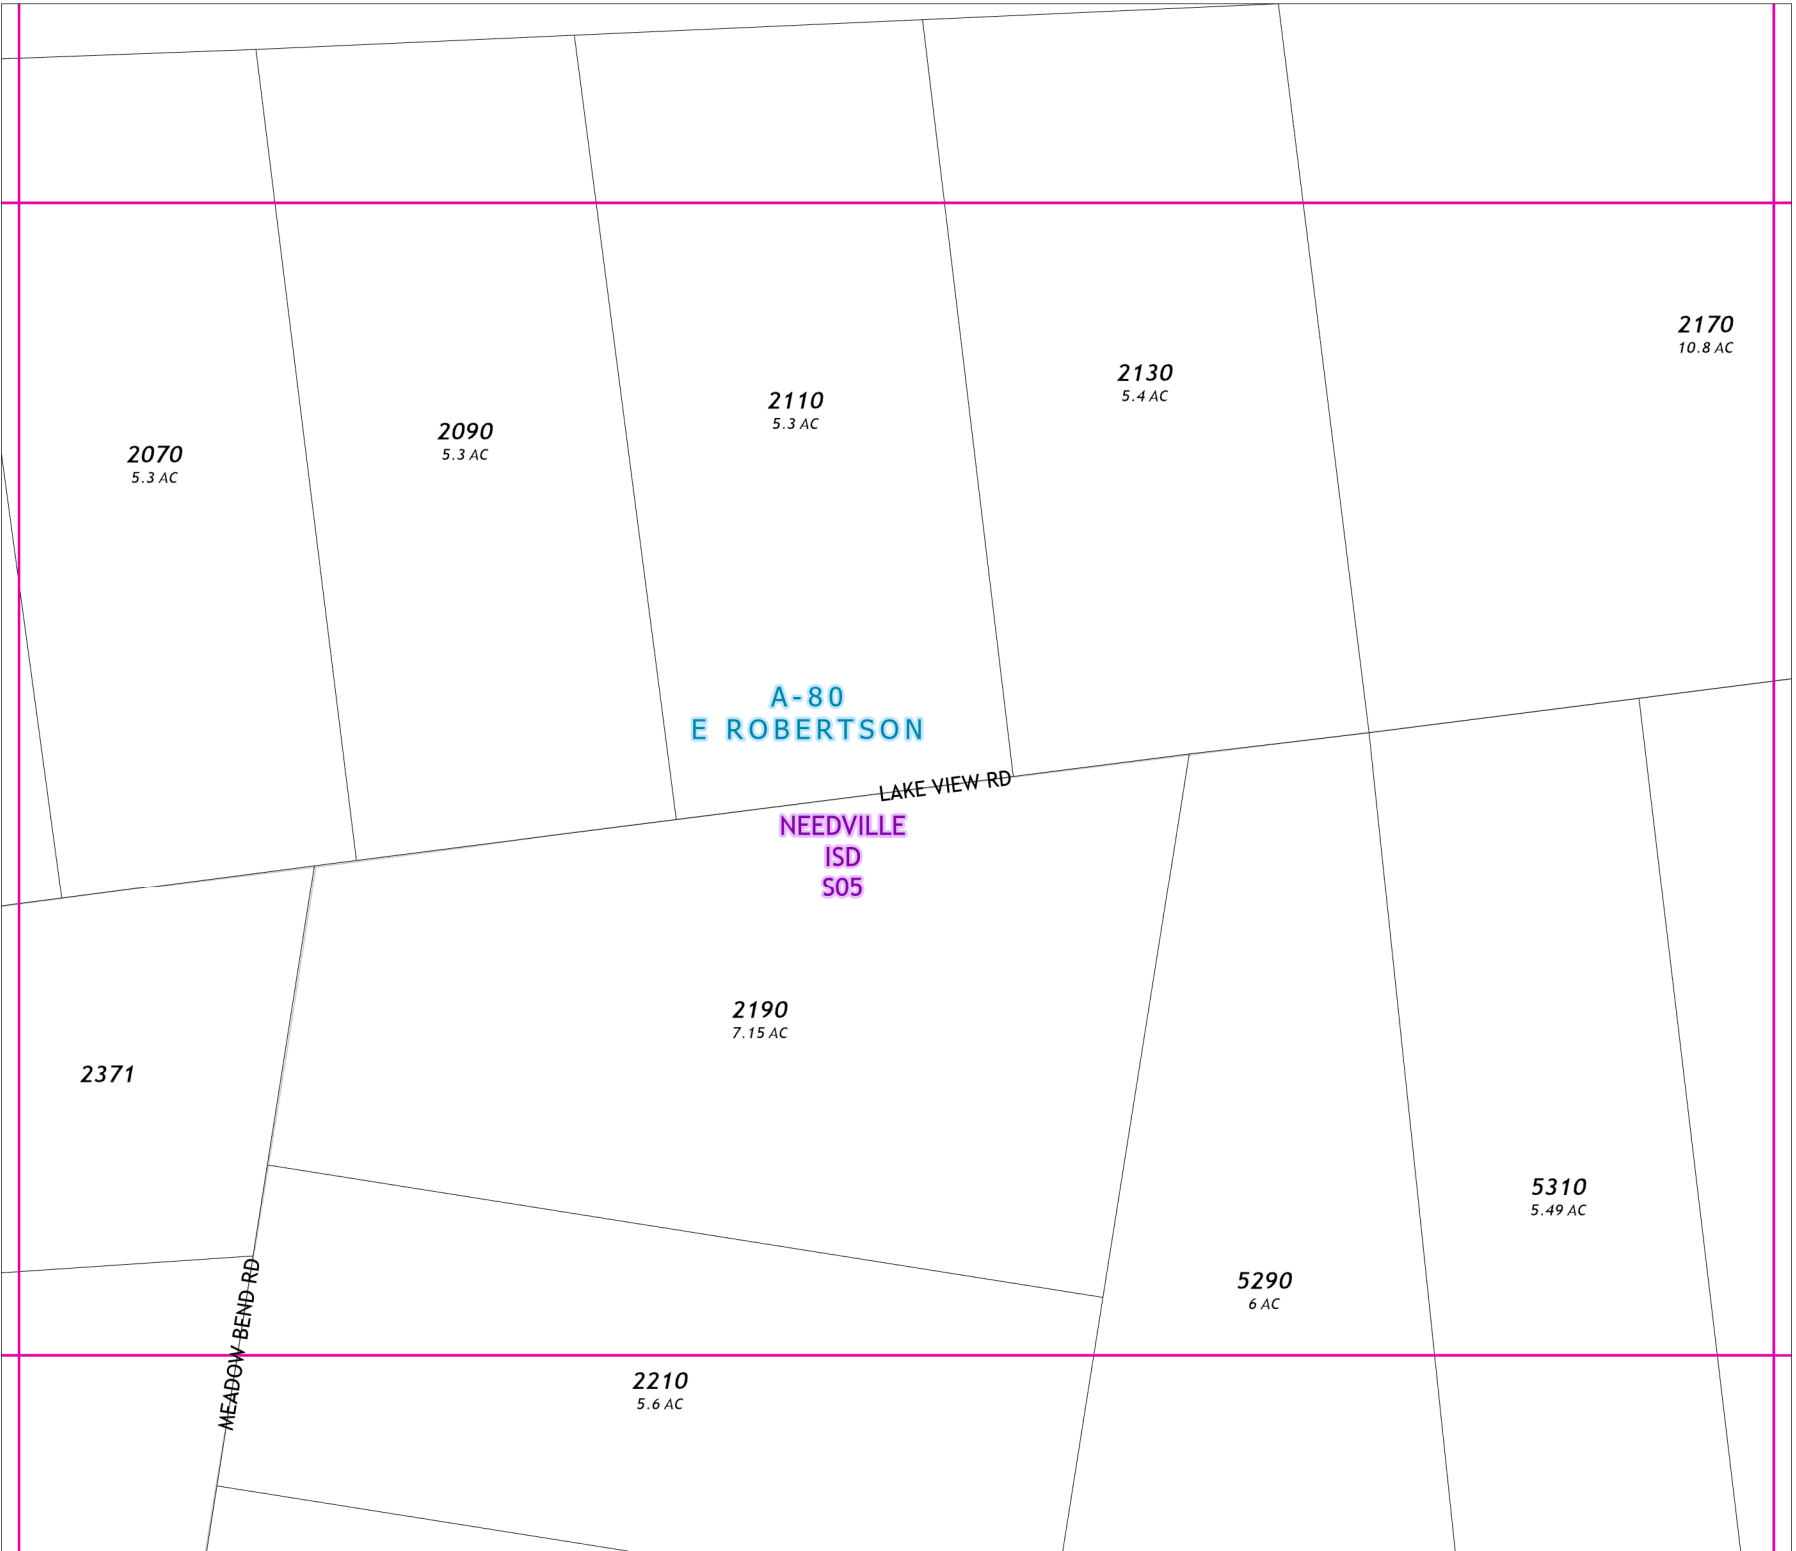 2170
10.8 AC
2130
5.4 AC
2110
5.3 AC
2090
5.3 AC
2070
5.3 AC
A-80
E ROBERTSON
LAKE VIEW RD
NEEDVILLE
ISD
S05
2190
7.15 AC
2371
5310
5.49 AC
5290
6 AC
MEADOW BEND RD
2210
5.6 AC